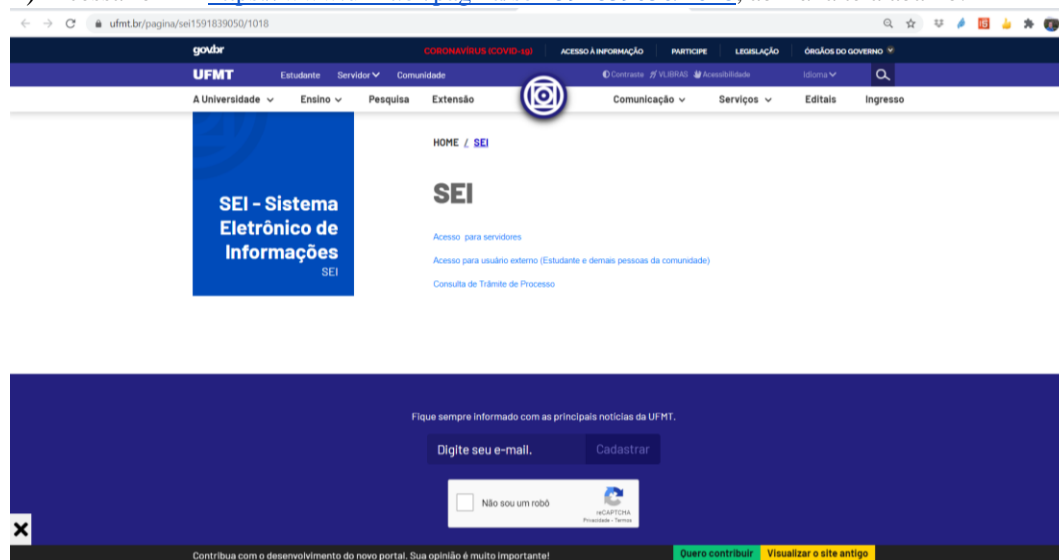 ufmt.br/pagina/sei1591839050/1018
govbr CORONAVÍRUS (COVID-19) ACESSO À INFORMAÇÃO PARTICIPE LEGISLAÇÃO ÓRGÃOS DO GOVERNO
UFMT Estudante Servidor Comunidade Contraste VLIBRAS Acessibilidade Idioma
A Universidade Ensino Pesquisa Extensão Comunicação Serviços Editais Ingresso
HOME / SEI
SEI
SEI - Sistema
Eletrônico de
Informações
SEI
Acesso para servidores
Acesso para usuário externo (Estudante e demais pessoas da comunidade)
Consulta de Trâmite de Processo
Fique sempre informado com as principais notícias da UFMT.
Digite seu e-mail. Cadastrar
Não sou um robô
reCAPTCHA
Privacidade - Termos
Contribua com o desenvolvimento do novo portal. Sua opinião é muito importante! Quero contribuir Visualizar o site antigo